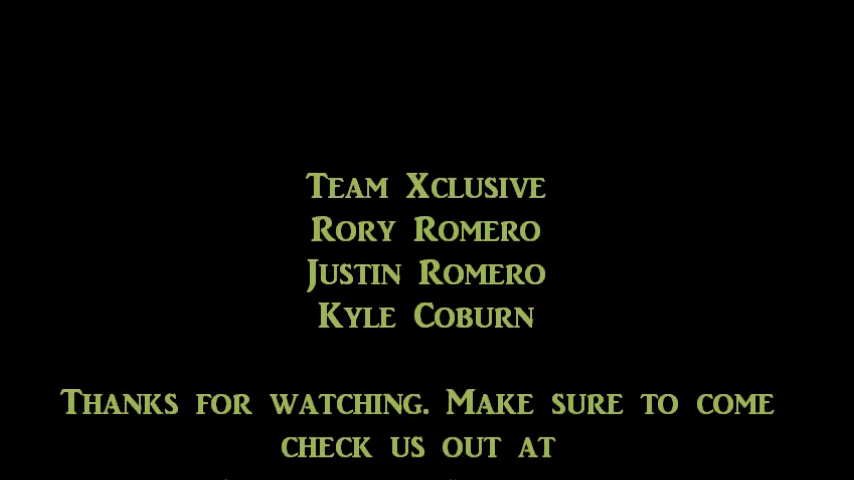 Team Xclusive
Rory Romero
Justin Romero
Kyle Coburn
Thanks for watching. Make sure to come
check us out at